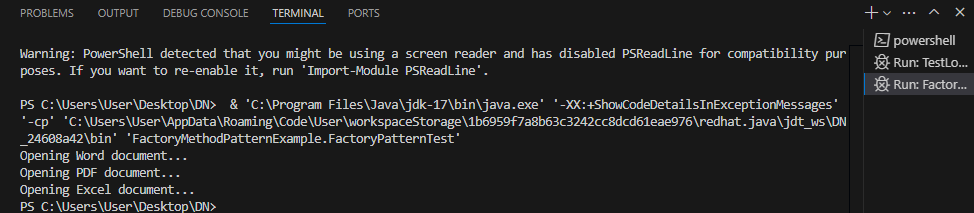 PROBLEMS OUTPUT DEBUG CONSOLE TERMINAL PORTS
Warning: PowerShell detected that you might be using a screen reader and has disabled PSReadLine for compatibility pur
poses. If you want to re-enable it, run 'Import-Module PSReadLine'.
PS C:\Users\User\Desktop\DN>  & 'C:\Program Files\Java\jdk-17\bin\java.exe' '-XX:+ShowCodeDetailsInExceptionMessages'
'-cp' 'C:\Users\User\AppData\Roaming\Code\User\workspaceStorage\1b6959f7a8b63c3242cc8dcd61eae976\redhat.java\jdt_ws\DN
_24608a42\bin' 'FactoryMethodPatternExample.FactoryPatternTest'
Opening Word document...
Opening PDF document...
Opening Excel document...
PS C:\Users\User\Desktop\DN>
powershell
Run: TestLo...
Run: Factor...